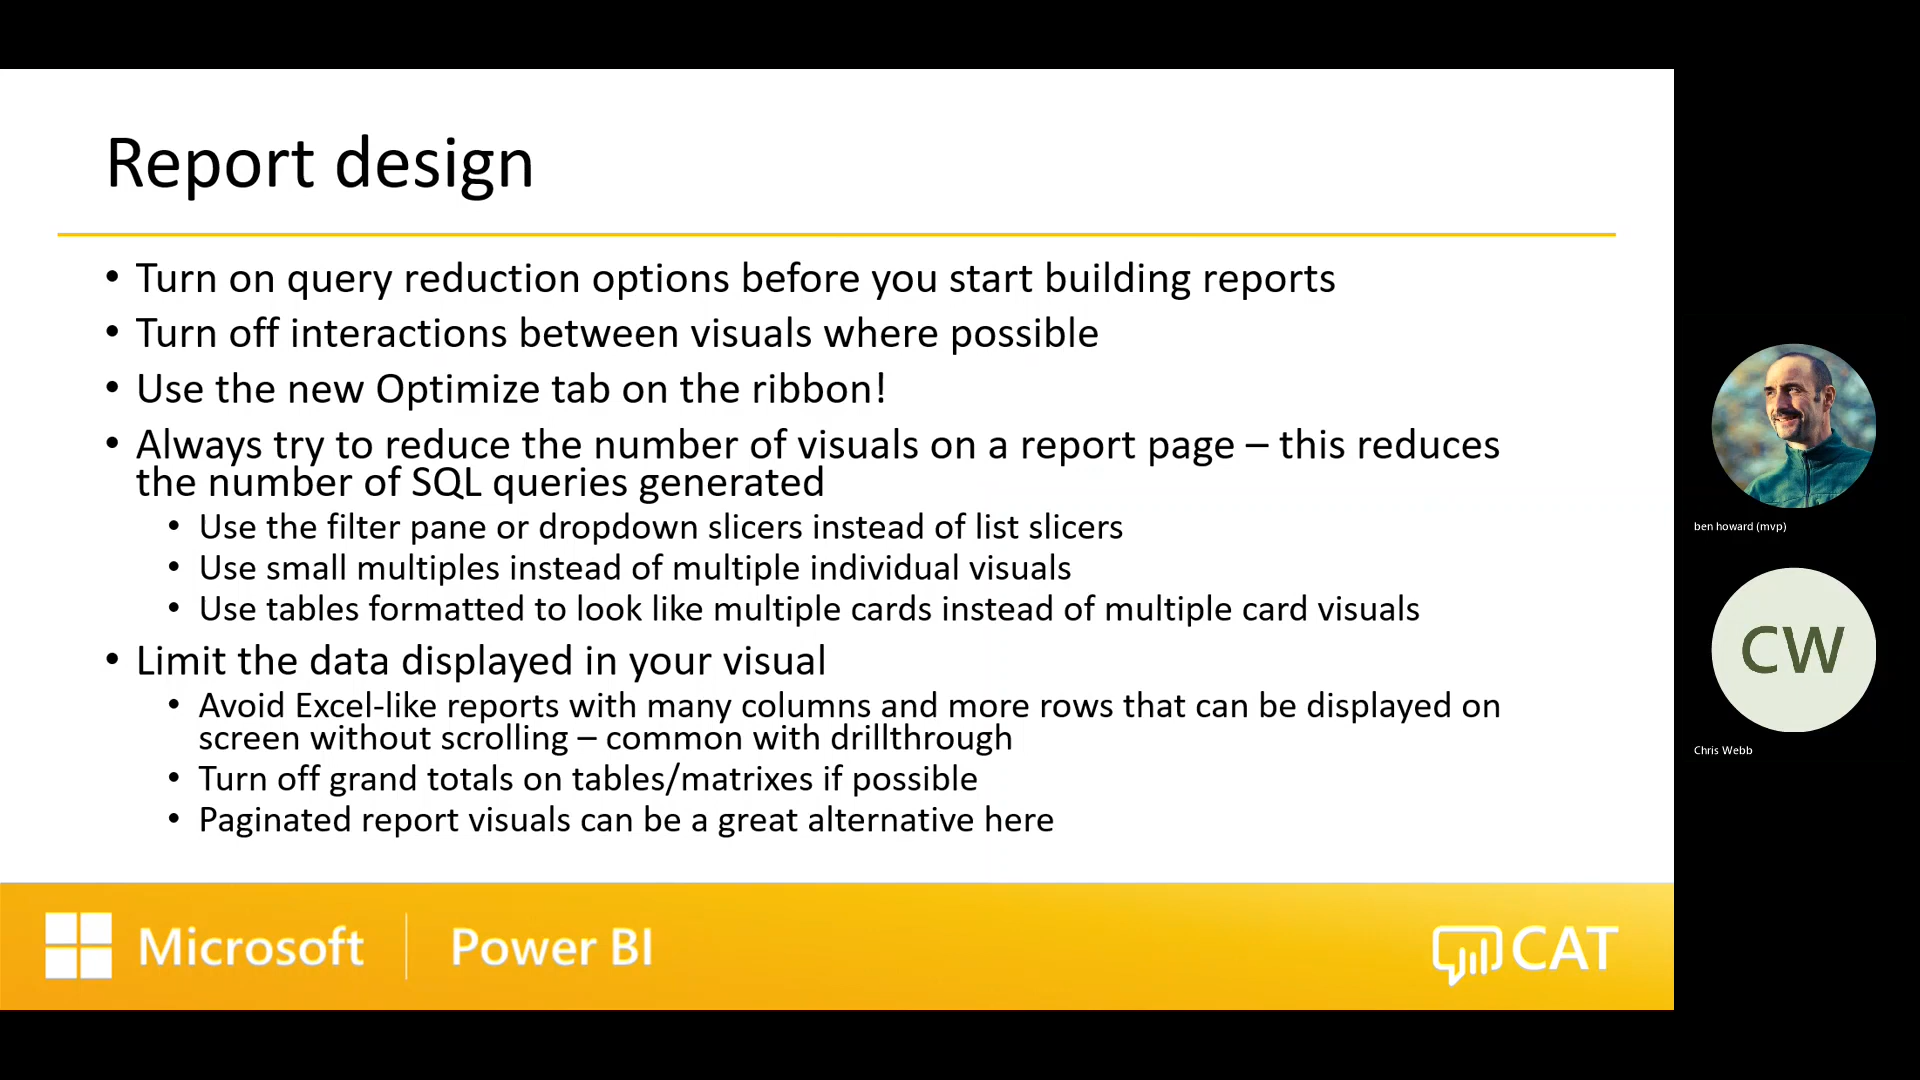 Report design
• Turn on query reduction options before you start building reports
• Turn off interactions between visuals where possible
• Use the new Optimize tab on the ribbon!
• Always try to reduce the number of visuals on a report page – this reduces
the number of SQL queries generated
• Use the filter pane or dropdown slicers instead of list slicers
• Use small multiples instead of multiple individual visuals
• Use tables formatted to look like multiple cards instead of multiple card visuals
• Limit the data displayed in your visual
• Avoid Excel-like reports with many columns and more rows that can be displayed on
screen without scrolling – common with drillthrough
• Turn off grand totals on tables/matrixes if possible
• Paginated report visuals can be a great alternative here
Microsoft | Power BI
CAT
ben howard (mvp)
CW
Chris Webb